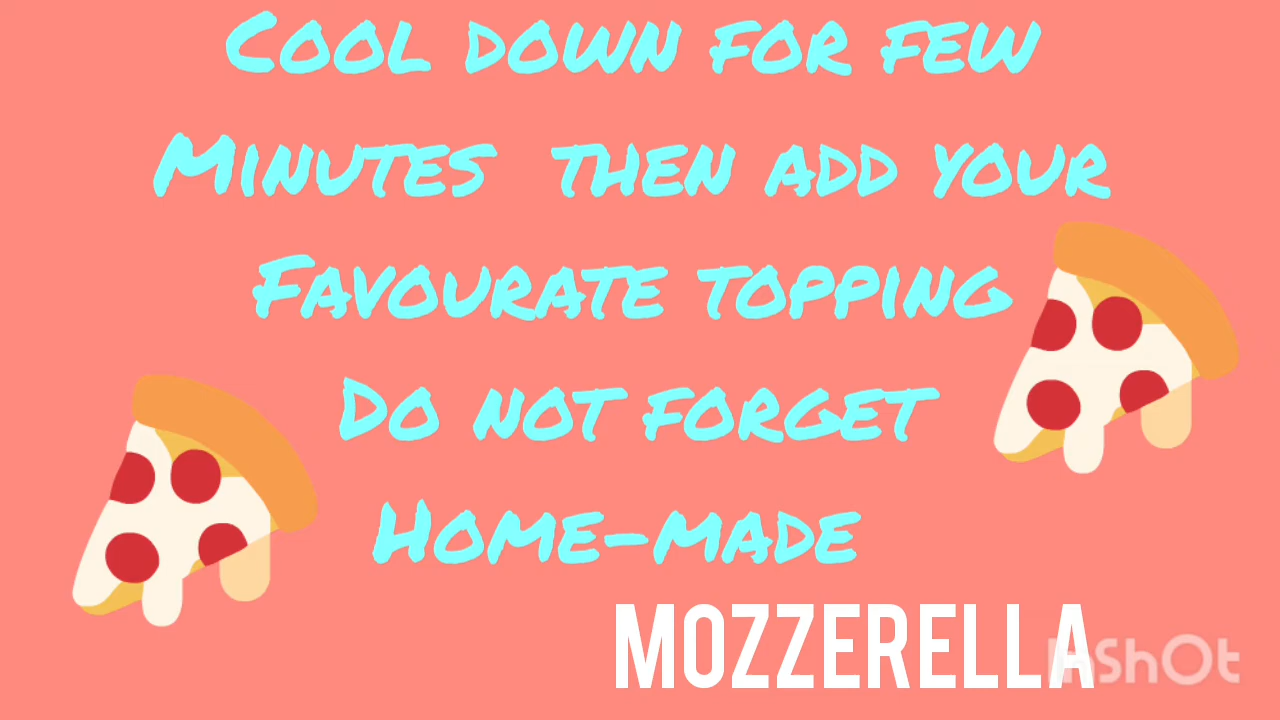 Cool down for few
Minutes then add your
Favourate topping
Do not forget
Home-made
MOZZERELLA
InShOt